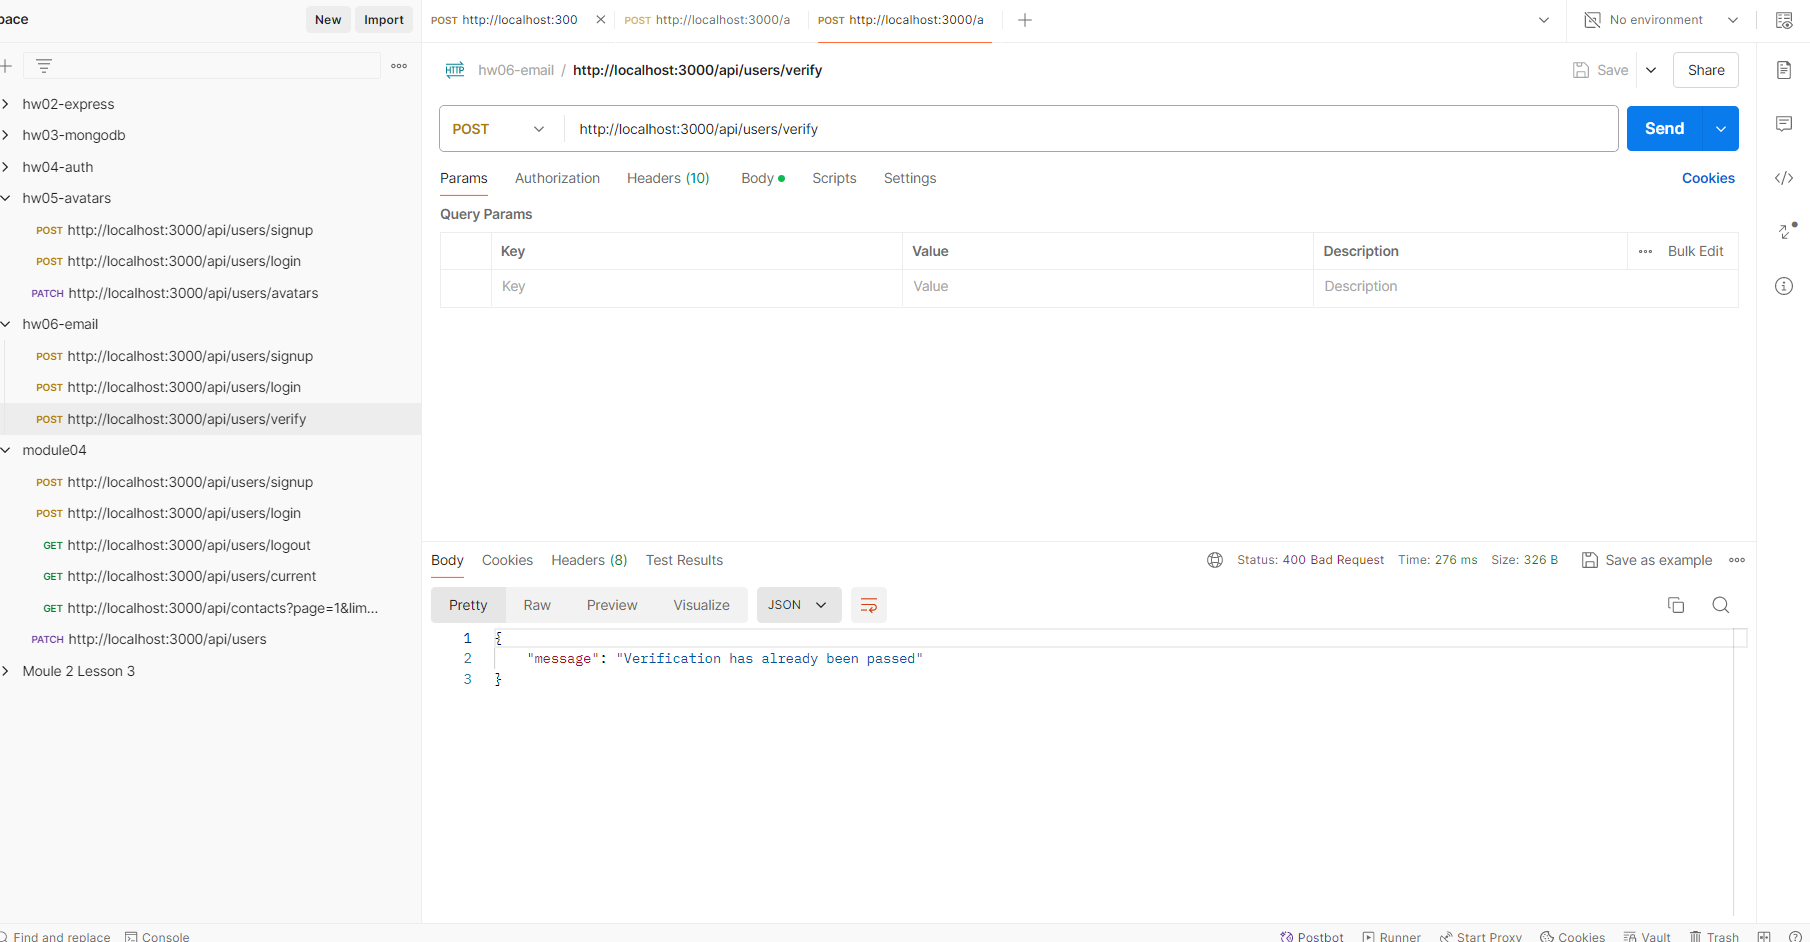 pace
New
Import
POST http://localhost:300
POST http://localhost:3000/a
POST http://localhost:3000/a
No environment
hw06-email / http://localhost:3000/api/users/verify
Save
Share
hw02-express
hw03-mongodb
hw04-auth
hw05-avatars
POST http://localhost:3000/api/users/signup
POST http://localhost:3000/api/users/login
PATCH http://localhost:3000/api/users/avatars
hw06-email
POST http://localhost:3000/api/users/signup
POST http://localhost:3000/api/users/login
POST http://localhost:3000/api/users/verify
module04
POST http://localhost:3000/api/users/signup
POST http://localhost:3000/api/users/login
GET http://localhost:3000/api/users/logout
GET http://localhost:3000/api/users/current
GET http://localhost:3000/api/contacts?page=1&lim...
PATCH http://localhost:3000/api/users
Moule 2 Lesson 3
POST
http://localhost:3000/api/users/verify
Send
Params
Authorization
Headers (10)
Body
Scripts
Settings
Cookies
Query Params
Key
Value
Description
Bulk Edit
Key
Value
Description
Body
Cookies
Headers (8)
Test Results
Status: 400 Bad Request
Time: 276 ms
Size: 326 B
Save as example
Pretty
Raw
Preview
Visualize
JSON
1 {
2 "message": "Verification has already been passed"
3 }
Find and replace
Console
Postbot
Runner
Start Proxy
Cookies
Vault
Trash